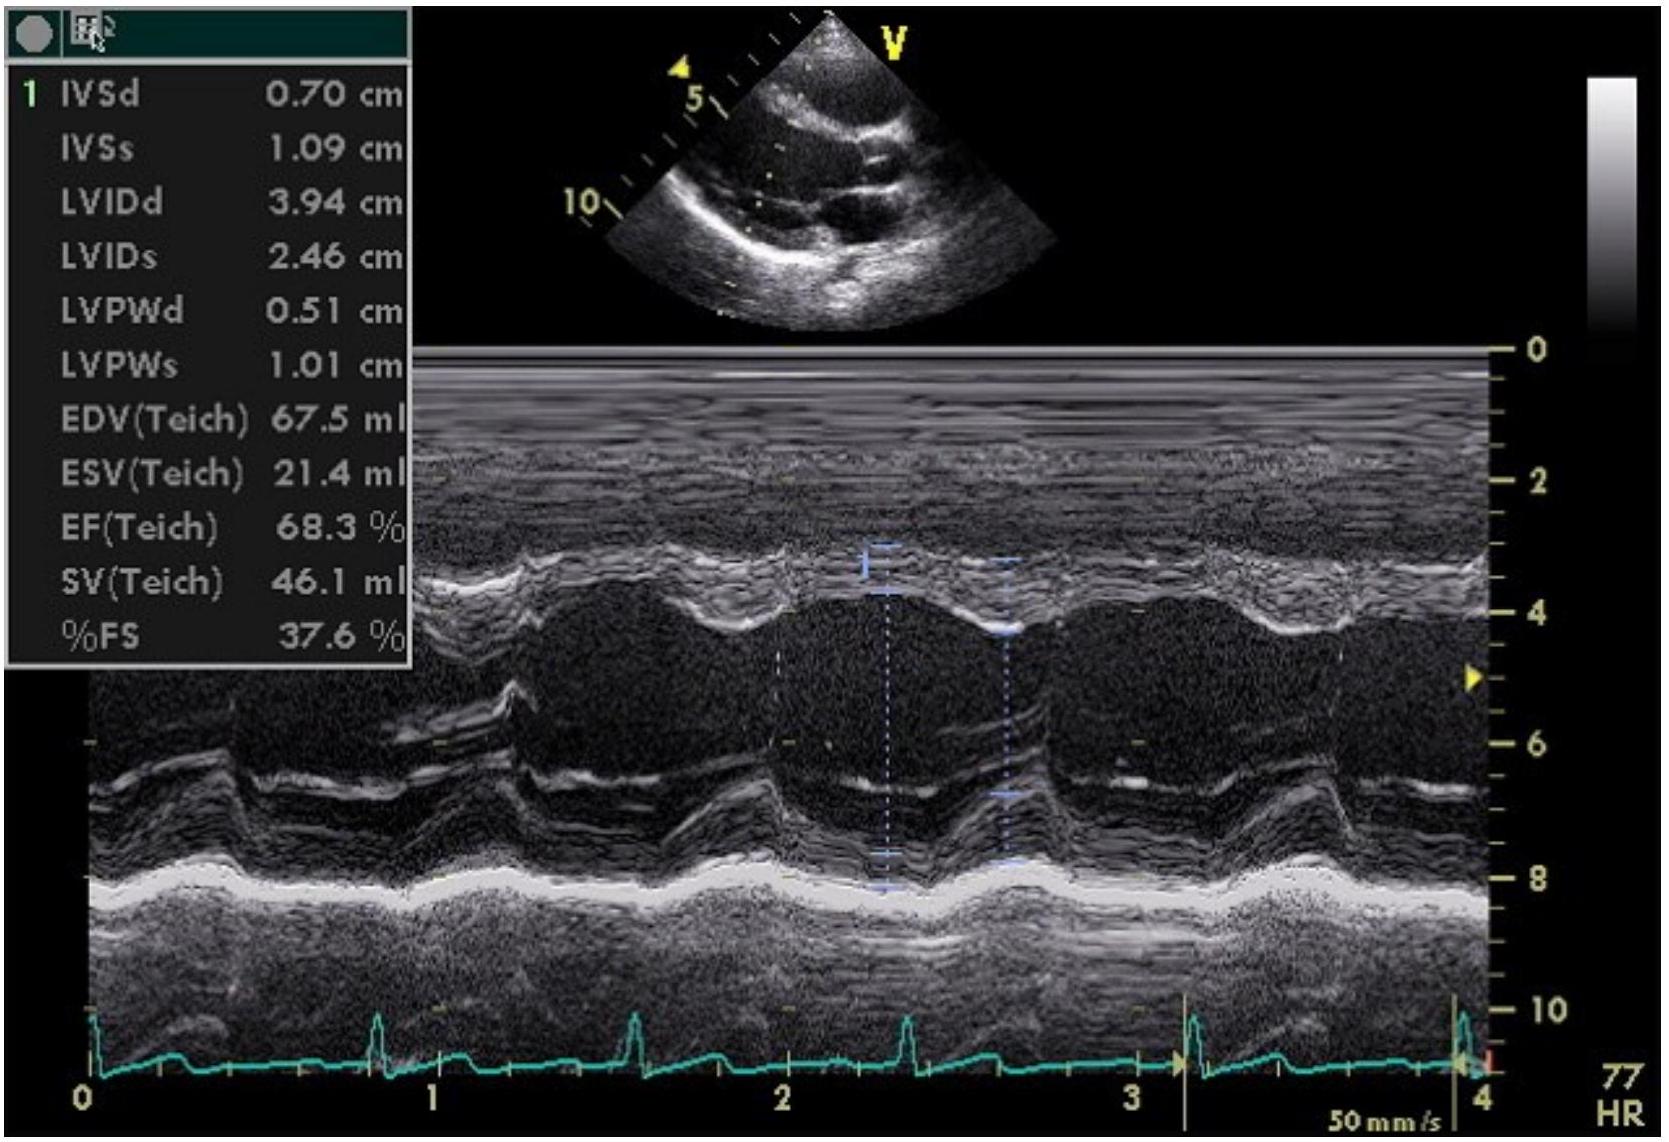 V
5
10
1 IVSd 0.70 cm
IVSs 1.09 cm
LVIDd 3.94 cm
LVIDs 2.46 cm
LVPWd 0.51 cm
LVPWs 1.01 cm
EDV(Teich) 67.5 ml
ESV(Teich) 21.4 ml
EF(Teich) 68.3 %
SV(Teich) 46.1 ml
%FS 37.6 %
0
2
4
6
8
10
0 1 2 3 4
50 mm/s
77
HR